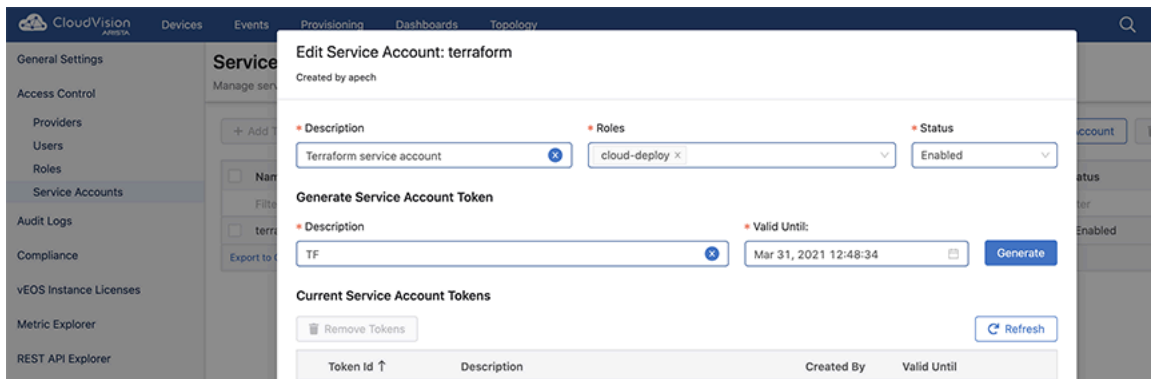 CloudVision
ARISTA
Devices
Events
Provisioning
Dashboards
Topology
General Settings
Access Control
Providers
Users
Roles
Service Accounts
Audit Logs
Compliance
vEOS Instance Licenses
Metric Explorer
REST API Explorer
Service
Manage serv
+ Add T
Nam
Filte
terra
Export to C
Edit Service Account: terraform
Created by apech
* Description
* Roles
* Status
Terraform service account
cloud-deploy ×
Enabled
Generate Service Account Token
* Description
* Valid Until:
TF
Mar 31, 2021 12:48:34
Generate
Current Service Account Tokens
Remove Tokens
Refresh
Token Id ↑
Description
Created By
Valid Until
ccount
atus
ter
Enabled